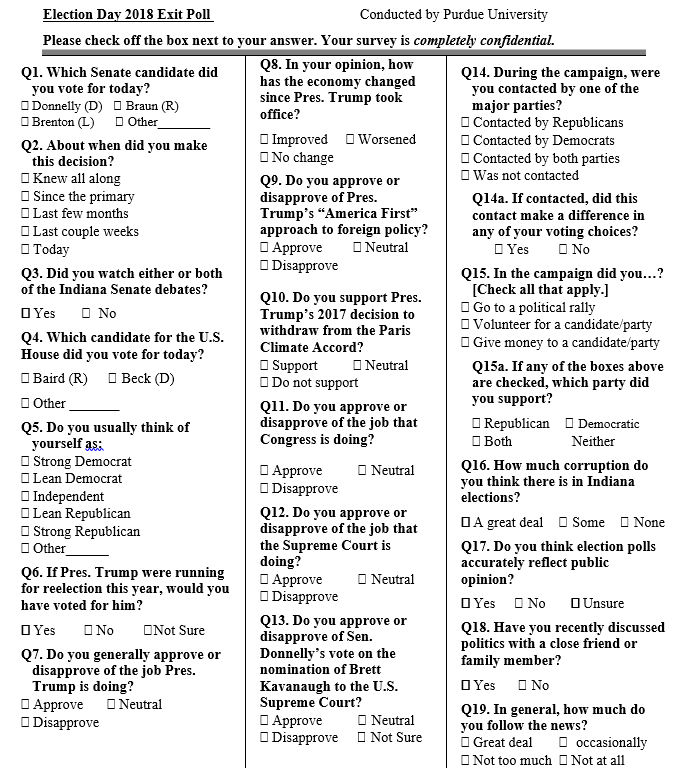 Election Day 2018 Exit Poll Conducted by Purdue University
Please check off the box next to your answer. Your survey is completely confidential.
Q1. Which Senate candidate did
you vote for today?
☐ Donnelly (D) ☐ Braun (R)
☐ Brenton (L) ☐ Other________
Q2. About when did you make
this decision?
☐ Knew all along
☐ Since the primary
☐ Last few months
☐ Last couple weeks
☐ Today
Q3. Did you watch either or both
of the Indiana Senate debates?
☐ Yes ☐ No
Q4. Which candidate for the U.S.
House did you vote for today?
☐ Baird (R) ☐ Beck (D)
☐ Other _______
Q5. Do you usually think of
yourself as:
☐ Strong Democrat
☐ Lean Democrat
☐ Independent
☐ Lean Republican
☐ Strong Republican
☐ Other______
Q6. If Pres. Trump were running
for reelection this year, would you
have voted for him?
☐ Yes ☐ No ☐Not Sure
Q7. Do you generally approve or
disapprove of the job Pres.
Trump is doing?
☐ Approve ☐ Neutral
☐ Disapprove
Q8. In your opinion, how
has the economy changed
since Pres. Trump took
office?
☐ Improved ☐ Worsened
☐ No change
Q9. Do you approve or
disapprove of Pres.
Trump's “America First”
approach to foreign policy?
☐ Approve ☐ Neutral
☐ Disapprove
Q10. Do you support Pres.
Trump's 2017 decision to
withdraw from the Paris
Climate Accord?
☐ Support ☐ Neutral
☐ Do not support
Q11. Do you approve or
disapprove of the job that
Congress is doing?
☐ Approve ☐ Neutral
☐ Disapprove
Q12. Do you approve or
disapprove of the job that
the Supreme Court is
doing?
☐ Approve ☐ Neutral
☐ Disapprove
Q13. Do you approve or
disapprove of Sen.
Donnelly's vote on the
nomination of Brett
Kavanaugh to the U.S.
Supreme Court?
☐ Approve ☐ Neutral
☐ Disapprove ☐ Not Sure
Q14. During the campaign, were
you contacted by one of the
major parties?
☐ Contacted by Republicans
☐ Contacted by Democrats
☐ Contacted by both parties
☐ Was not contacted
Q14a. If contacted, did this
contact make a difference in
any of your voting choices?
☐ Yes ☐ No
Q15. In the campaign did you…?
[Check all that apply.]
☐ Go to a political rally
☐ Volunteer for a candidate/party
☐ Give money to a candidate/party
Q15a. If any of the boxes above
are checked, which party did
you support?
☐ Republican ☐ Democratic
☐ Both Neither
Q16. How much corruption do
you think there is in Indiana
elections?
☐ A great deal ☐ Some ☐ None
Q17. Do you think election polls
accurately reflect public
opinion?
☐ Yes ☐ No ☐ Unsure
Q18. Have you recently discussed
politics with a close friend or
family member?
☐ Yes ☐ No
Q19. In general, how much do
you follow the news?
☐ Great deal ☐ occasionally
☐ Not too much ☐ Not at all